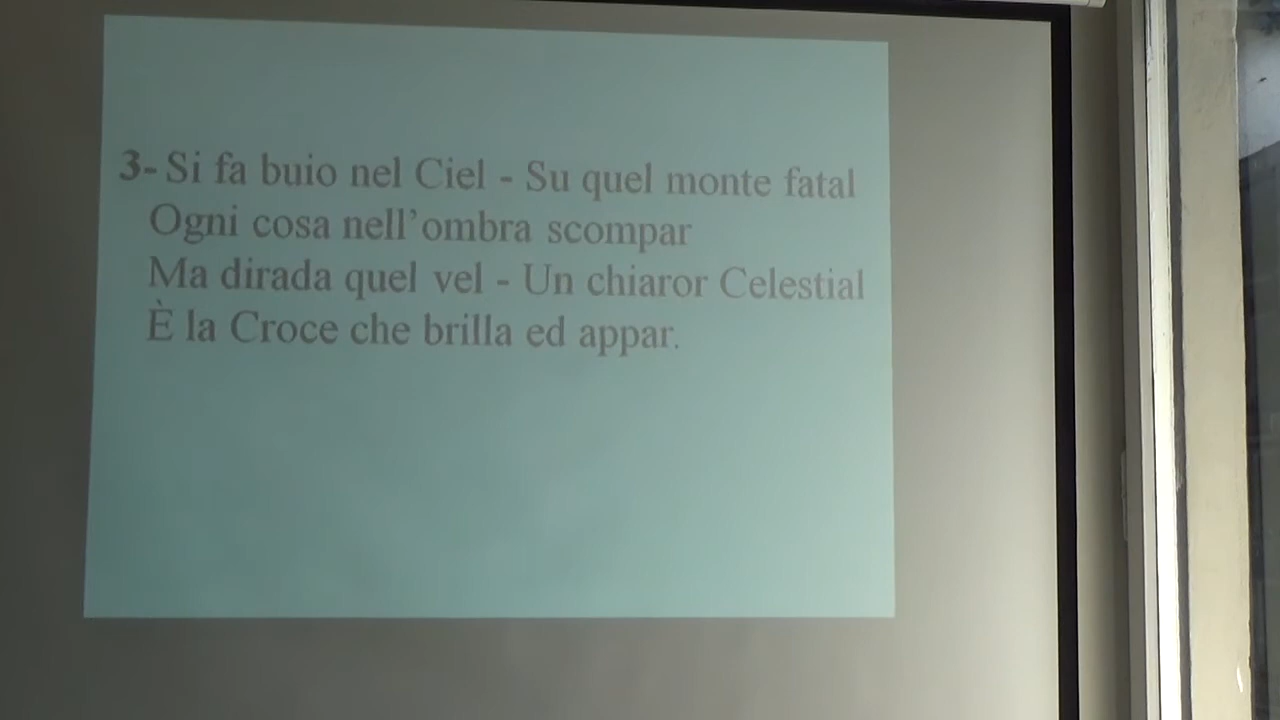 3- Si fa buio nel Ciel - Su quel monte fatal
Ogni cosa nell’ombra scompar
Ma dirada quel vel - Un chiaror Celestial
È la Croce che brilla ed appar.